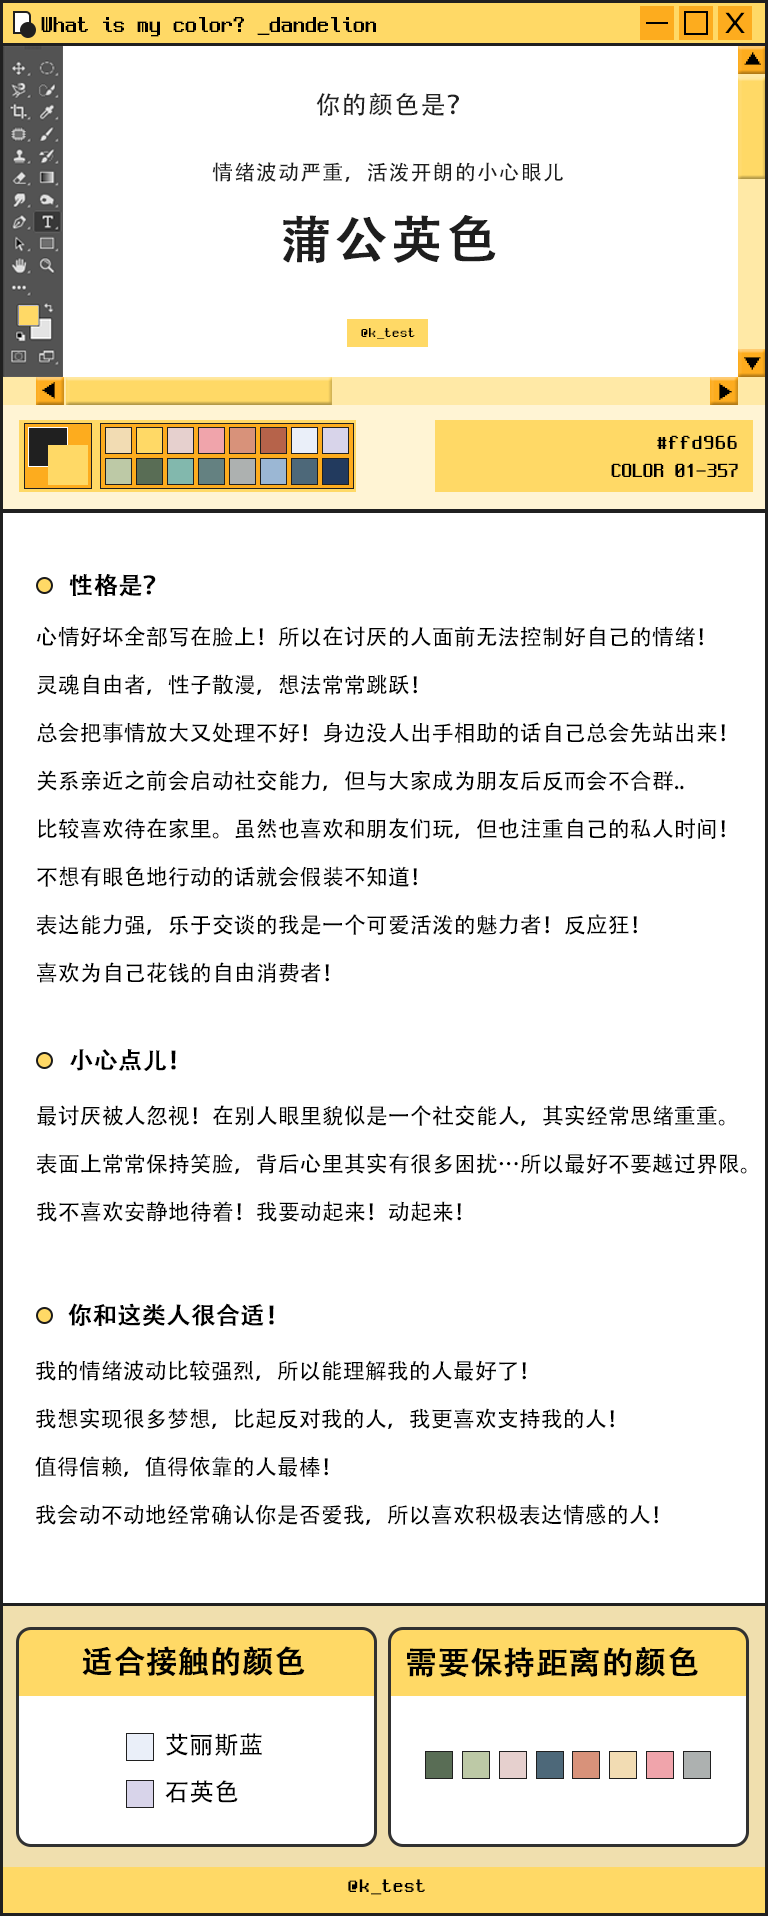 What is my color? _dandelion
你的颜色是?
情绪波动严重, 活泼开朗的小心眼儿
蒲公英色
@k_test
#ffd966
COLOR 01-357
性格是?
心情好坏全部写在脸上! 所以在讨厌的人面前无法控制好自己的情绪!
灵魂自由者, 性子散漫, 想法常常跳跃!
总会把事情放大又处理不好! 身边没人出手相助的话自己总会先站出来!
关系亲近之前会启动社交能力, 但与大家成为朋友后反而会不合群..
比较喜欢待在家里。虽然也喜欢和朋友们玩, 但也注重自己的私人时间!
不想有眼色地行动的话就会假装不知道!
表达能力强, 乐于交谈的我是一个可爱活泼的魅力者! 反应狂!
喜欢为自己花钱的自由消费者!
小心点儿!
最讨厌被人忽视! 在别人眼里貌似是一个社交能人, 其实经常思绪重重。
表面上常常保持笑脸, 背后心里其实有很多困扰…所以最好不要越过界限。
我不喜欢安静地待着! 我要动起来! 动起来!
你和这类人很合适!
我的情绪波动比较强烈, 所以能理解我的人最好了!
我想实现很多梦想, 比起反对我的人, 我更喜欢支持我的人!
值得信赖, 值得依靠的人最棒!
我会动不动地经常确认你是否爱我, 所以喜欢积极表达情感的人!
适合接触的颜色
艾丽斯蓝
石英色
需要保持距离的颜色
@k_test